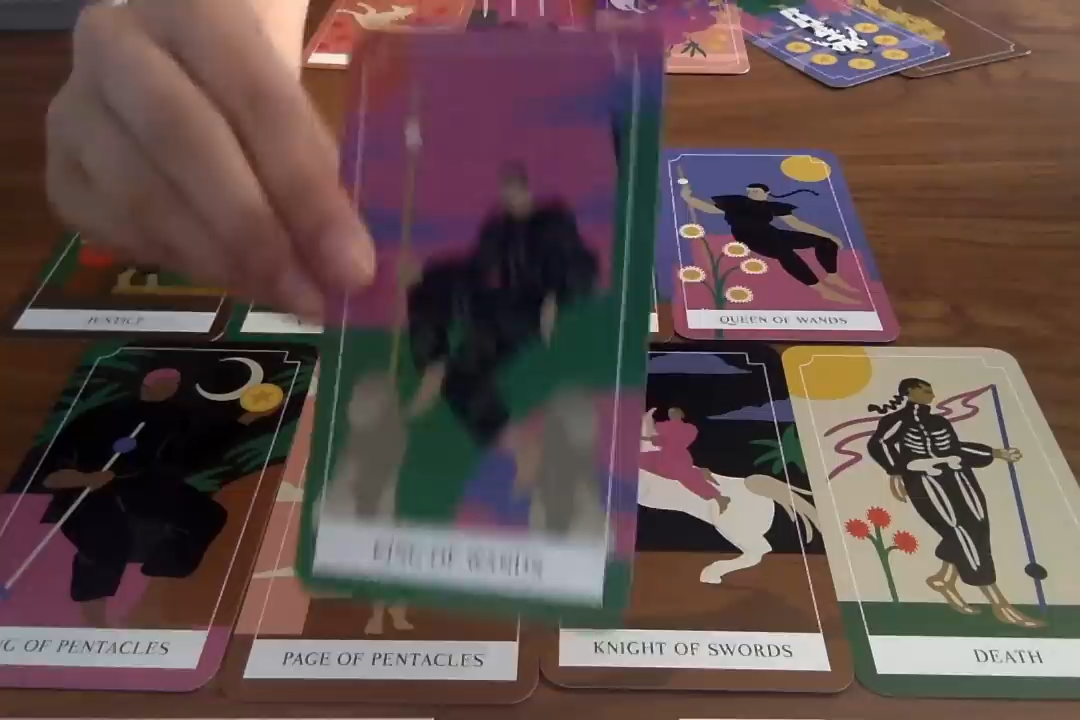 JUSTICE
QUEEN OF WANDS
KING OF WANDS
G OF PENTACLES
PAGE OF PENTACLES
KNIGHT OF SWORDS
DEATH